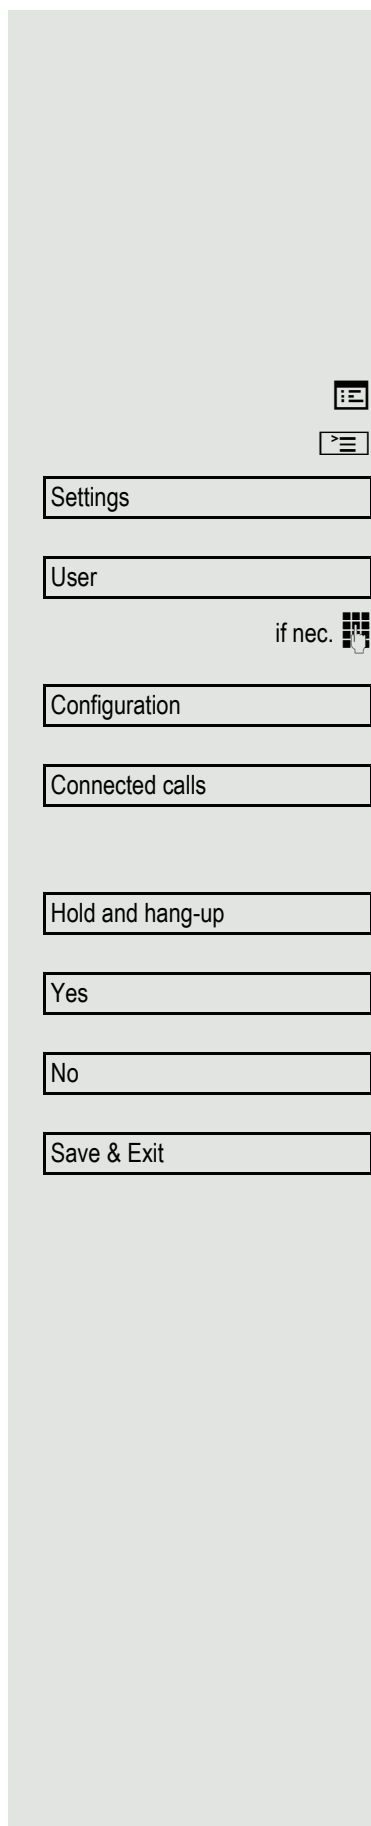 Settings
User
if nec.
Configuration
Connected calls
Hold and hang-up
Yes
No
Save & Exit